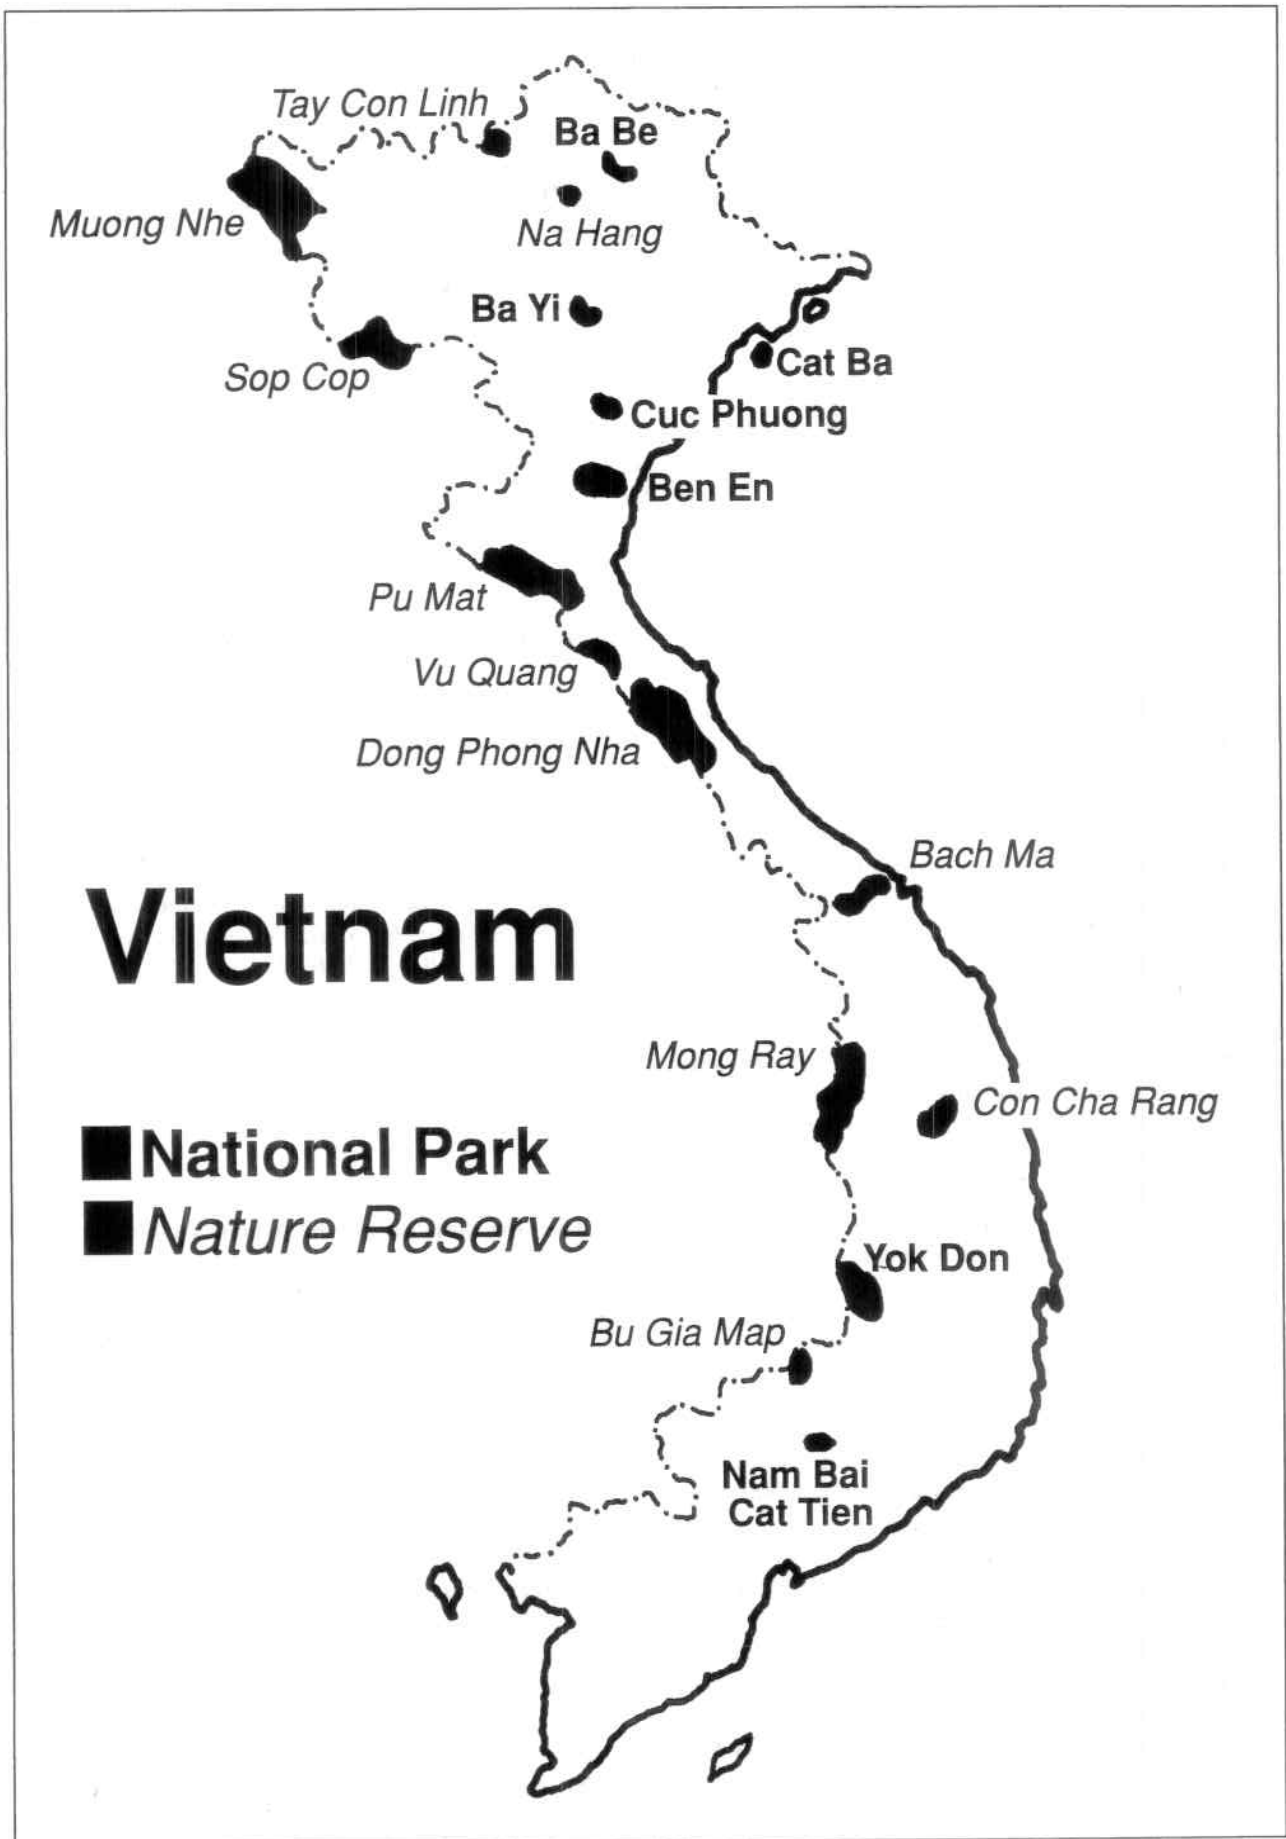 Tay Con Linh
Ba Be
Muong Nhe
Na Hang
Ba Yi
Sop Cop
Cat Ba
Cuc Phuong
Ben En
Pu Mat
Vu Quang
Dong Phong Nha
Bach Ma
Vietnam
Mong Ray
Con Cha Rang
National Park
Nature Reserve
Yok Don
Bu Gia Map
Nam Bai
Cat Tien